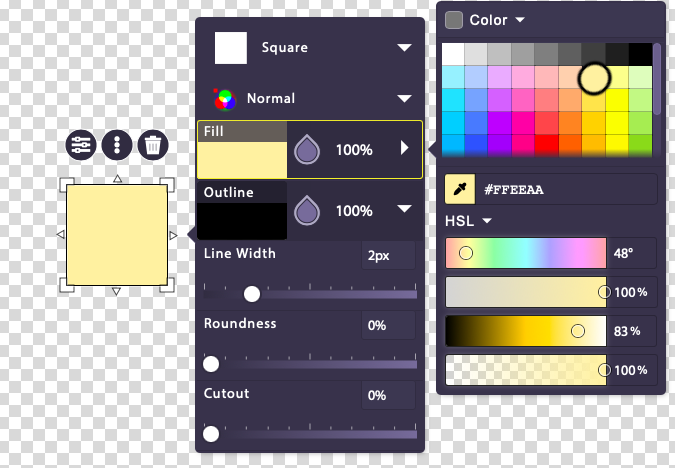 Square
Normal
Fill
100%
Outline
100%
Line Width
2px
Roundness
0%
Cutout
0%
Color
#FFEEAA
HSL
48°
100%
83%
100%